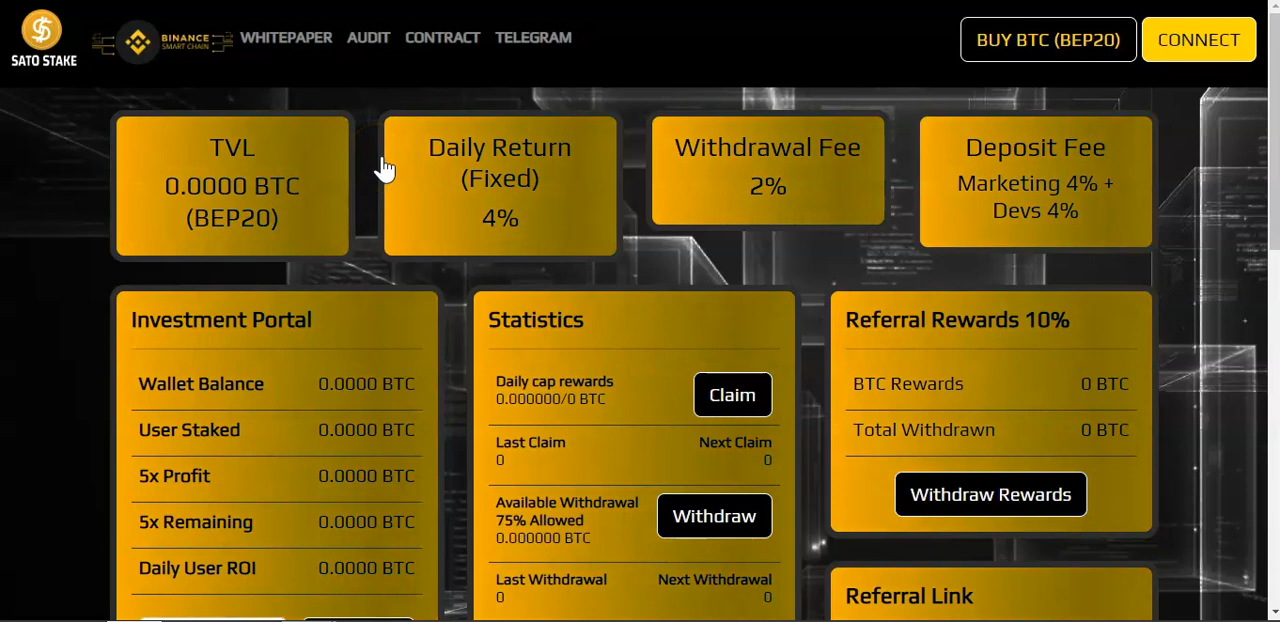 SATO STAKE
BINANCE
SMART CHAIN
WHITEPAPER AUDIT CONTRACT TELEGRAM
BUY BTC (BEP20)
CONNECT
TVL
0.0000 BTC
(BEP20)
Daily Return
(Fixed)
4%
Withdrawal Fee
2%
Deposit Fee
Marketing 4% +
Devs 4%
Investment Portal
Wallet Balance 0.0000 BTC
User Staked 0.0000 BTC
5x Profit 0.0000 BTC
5x Remaining 0.0000 BTC
Daily User ROI 0.0000 BTC
Statistics
Daily cap rewards
0.000000/0 BTC
Claim
Last Claim Next Claim
0 0
Available Withdrawal
75% Allowed
0.000000 BTC
Withdraw
Last Withdrawal Next Withdrawal
0 0
Referral Rewards 10%
BTC Rewards 0 BTC
Total Withdrawn 0 BTC
Withdraw Rewards
Referral Link